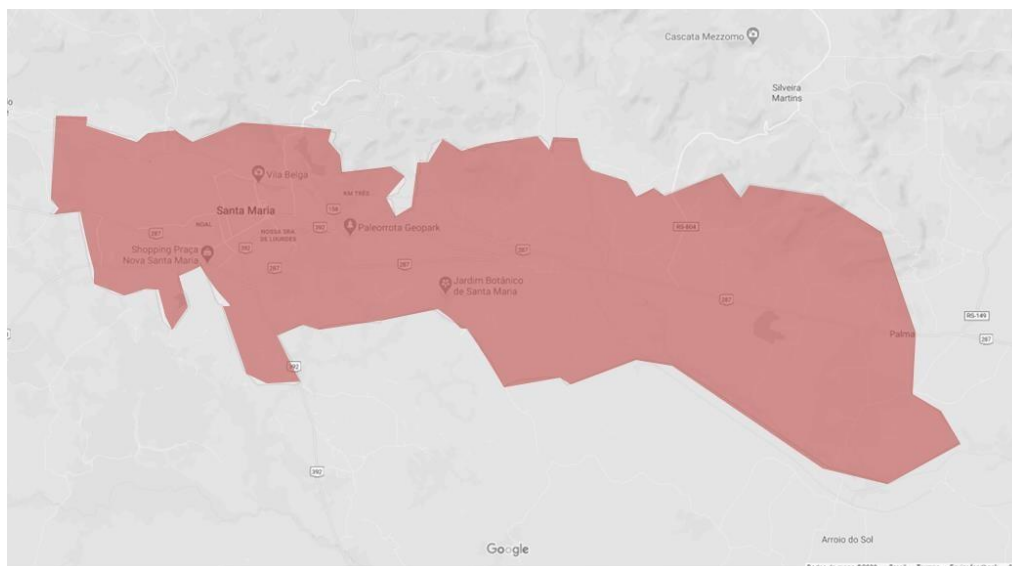 Cascata Mezzomo
Silveira
Martins
Vila Belga
KM TRÊS
Santa Maria
158
NOAL
NOSSA SRA
DE LOURDES
392
Paleorrota Geopark
RS-804
287
Shopping Praça
Nova Santa Maria
392
287
287
287
Jardim Botânico
de Santa Maria
287
RS-149
Palma
287
392
392
Arroio do Sol
Google